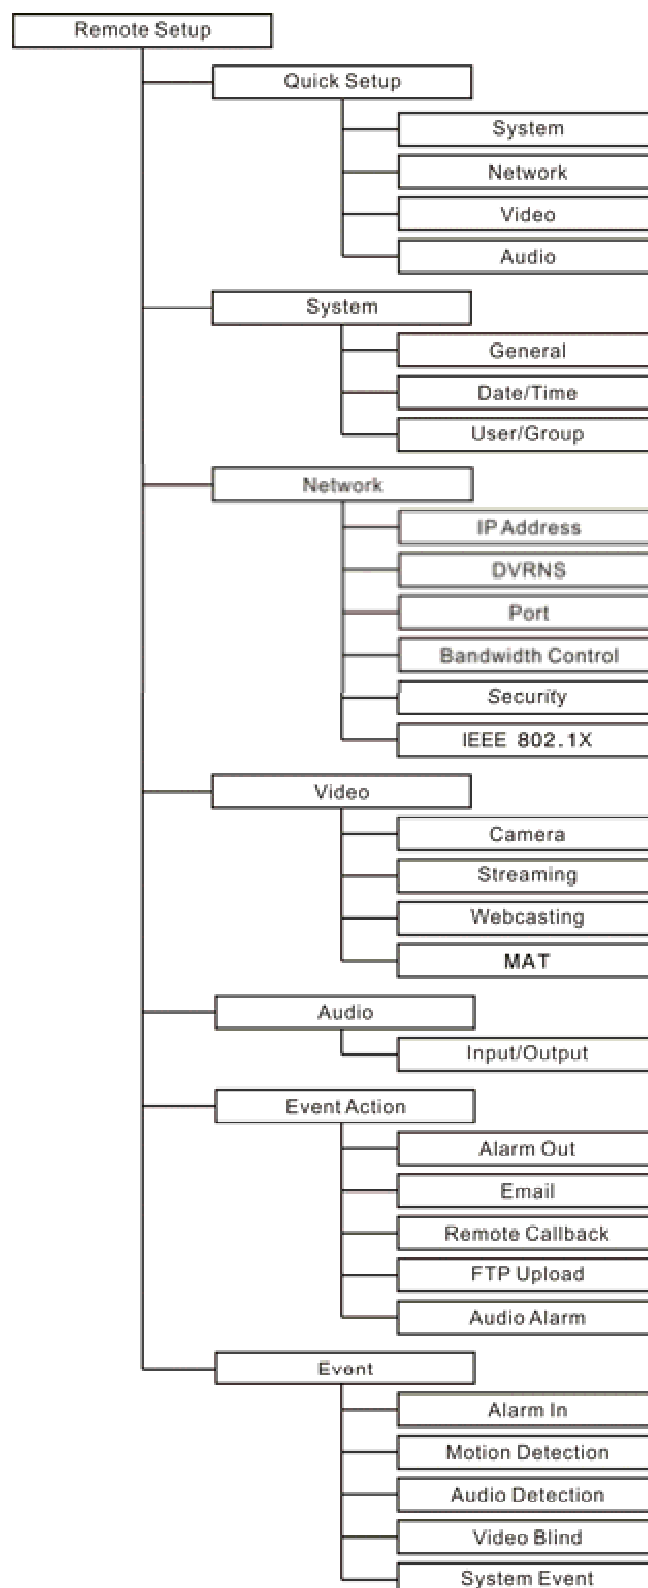 Remote Setup
Quick Setup
System
Network
Video
Audio
System
General
Date/Time
User/Group
Network
IP Address
DVRNS
Port
Bandwidth Control
Security
IEEE 802.1X
Video
Camera
Streaming
Webcasting
MAT
Audio
Input/Output
Event Action
Alarm Out
Email
Remote Callback
FTP Upload
Audio Alarm
Event
Alarm In
Motion Detection
Audio Detection
Video Blind
System Event